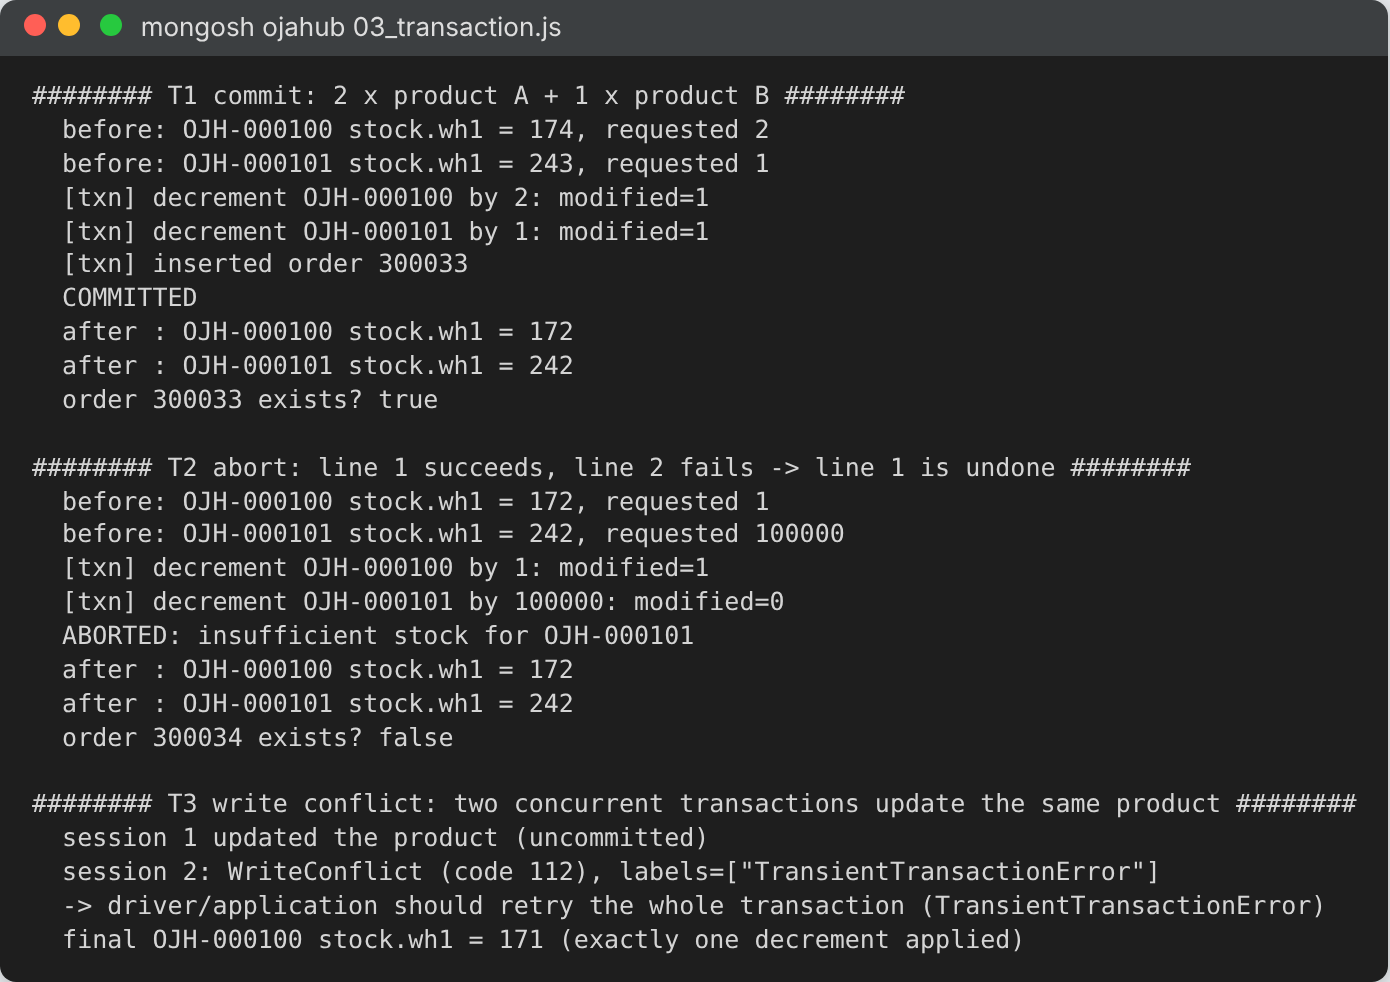 mongosh ojahub 03_transaction.js
######## T1 commit: 2 x product A + 1 x product B ########
  before: OJH-000100 stock.wh1 = 174, requested 2
  before: OJH-000101 stock.wh1 = 243, requested 1
  [txn] decrement OJH-000100 by 2: modified=1
  [txn] decrement OJH-000101 by 1: modified=1
  [txn] inserted order 300033
  COMMITTED
  after : OJH-000100 stock.wh1 = 172
  after : OJH-000101 stock.wh1 = 242
  order 300033 exists? true

######## T2 abort: line 1 succeeds, line 2 fails -> line 1 is undone ########
  before: OJH-000100 stock.wh1 = 172, requested 1
  before: OJH-000101 stock.wh1 = 242, requested 100000
  [txn] decrement OJH-000100 by 1: modified=1
  [txn] decrement OJH-000101 by 100000: modified=0
  ABORTED: insufficient stock for OJH-000101
  after : OJH-000100 stock.wh1 = 172
  after : OJH-000101 stock.wh1 = 242
  order 300034 exists? false

######## T3 write conflict: two concurrent transactions update the same product ########
  session 1 updated the product (uncommitted)
  session 2: WriteConflict (code 112), labels=["TransientTransactionError"]
  -> driver/application should retry the whole transaction (TransientTransactionError)
  final OJH-000100 stock.wh1 = 171 (exactly one decrement applied)